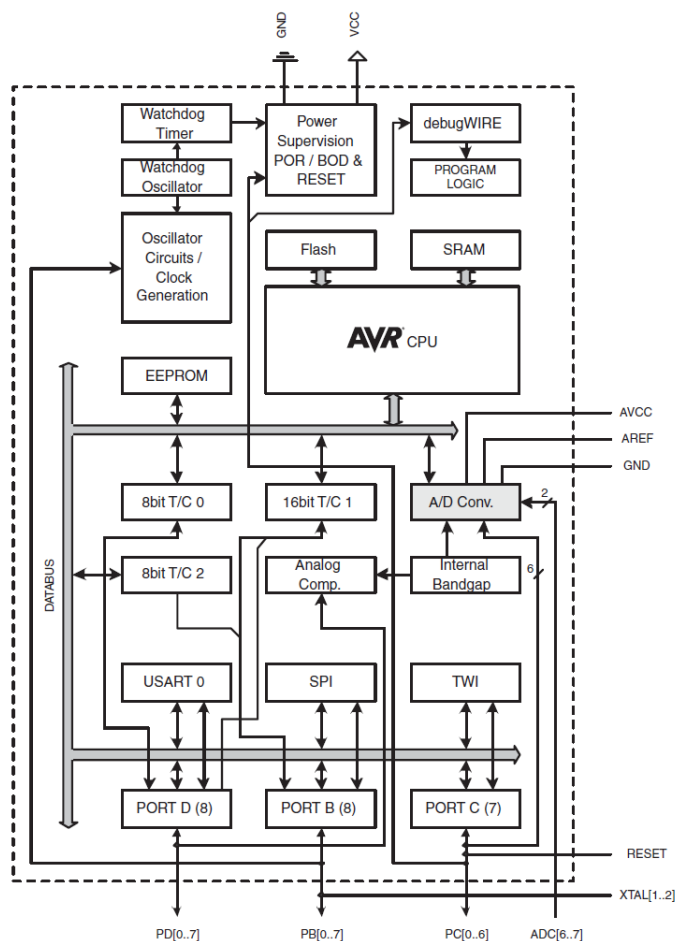 GND
VCC
Watchdog
Timer
Power
Supervision
POR / BOD &
RESET
debugWIRE
Watchdog
Oscillator
PROGRAM
LOGIC
Oscillator
Circuits /
Clock
Generation
Flash
SRAM
AVR CPU
EEPROM
AVCC
AREF
GND
8bit T/C 0
16bit T/C 1
A/D Conv.
2
DATABUS
8bit T/C 2
Analog
Comp.
Internal
Bandgap
6
USART 0
SPI
TWI
PORT D (8)
PORT B (8)
PORT C (7)
RESET
XTAL[1..2]
PD[0..7]
PB[0..7]
PC[0..6]
ADC[6..7]